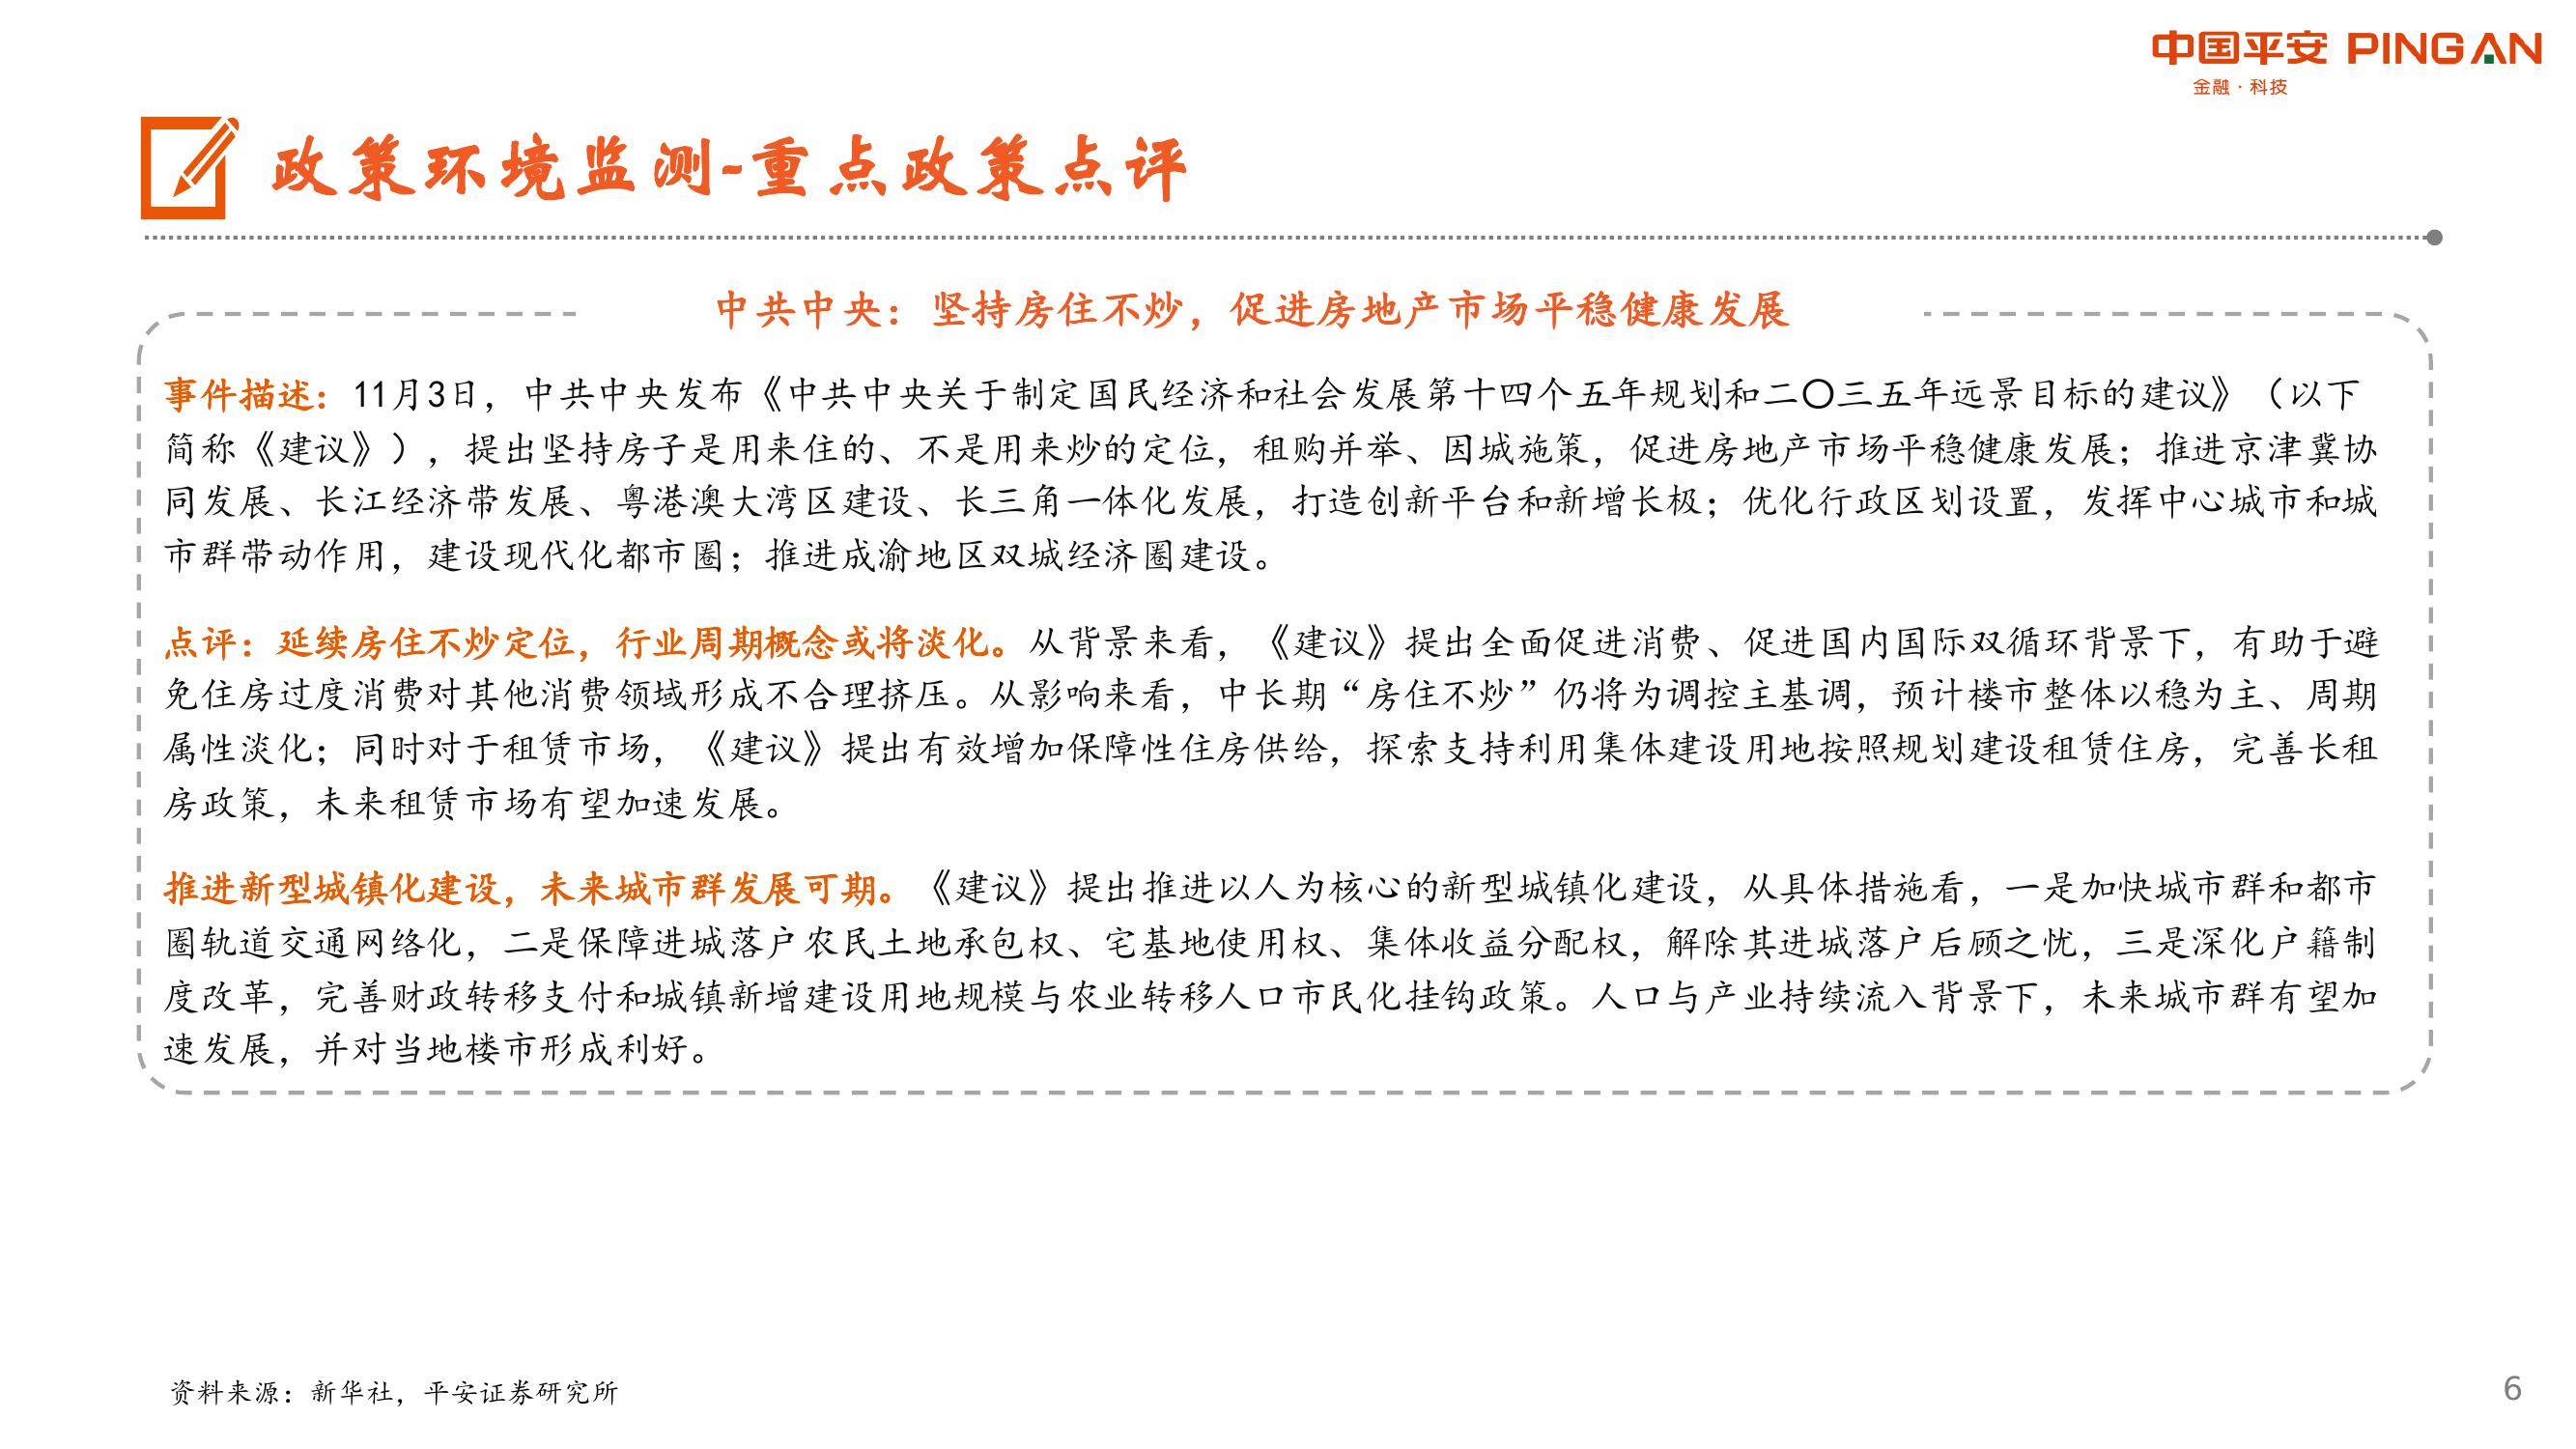 中国平安 PINGAN
金融·科技
政策环境监测-重点政策点评
中共中央：坚持房住不炒，促进房地产市场平稳健康发展
事件描述：11月3日，中共中央发布《中共中央关于制定国民经济和社会发展第十四个五年规划和二〇三五年远景目标的建议》（以下
简称《建议》），提出坚持房子是用来住的、不是用来炒的定位，租购并举、因城施策，促进房地产市场平稳健康发展；推进京津冀协
同发展、长江经济带发展、粤港澳大湾区建设、长三角一体化发展，打造创新平台和新增长极；优化行政区划设置，发挥中心城市和城
市群带动作用，建设现代化都市圈；推进成渝地区双城经济圈建设。
点评：延续房住不炒定位，行业周期概念或将淡化。从背景来看，《建议》提出全面促进消费、促进国内国际双循环背景下，有助于避
免住房过度消费对其他消费领域形成不合理挤压。从影响来看，中长期“房住不炒”仍将为调控主基调，预计楼市整体以稳为主、周期
属性淡化；同时对于租赁市场，《建议》提出有效增加保障性住房供给，探索支持利用集体建设用地按照规划建设租赁住房，完善长租
房政策，未来租赁市场有望加速发展。
推进新型城镇化建设，未来城市群发展可期。《建议》提出推进以人为核心的新型城镇化建设，从具体措施看，一是加快城市群和都市
圈轨道交通网络化，二是保障进城落户农民土地承包权、宅基地使用权、集体收益分配权，解除其进城落户后顾之忧，三是深化户籍制
度改革，完善财政转移支付和城镇新增建设用地规模与农业转移人口市民化挂钩政策。人口与产业持续流入背景下，未来城市群有望加
速发展，并对当地楼市形成利好。
资料来源：新华社，平安证券研究所
6